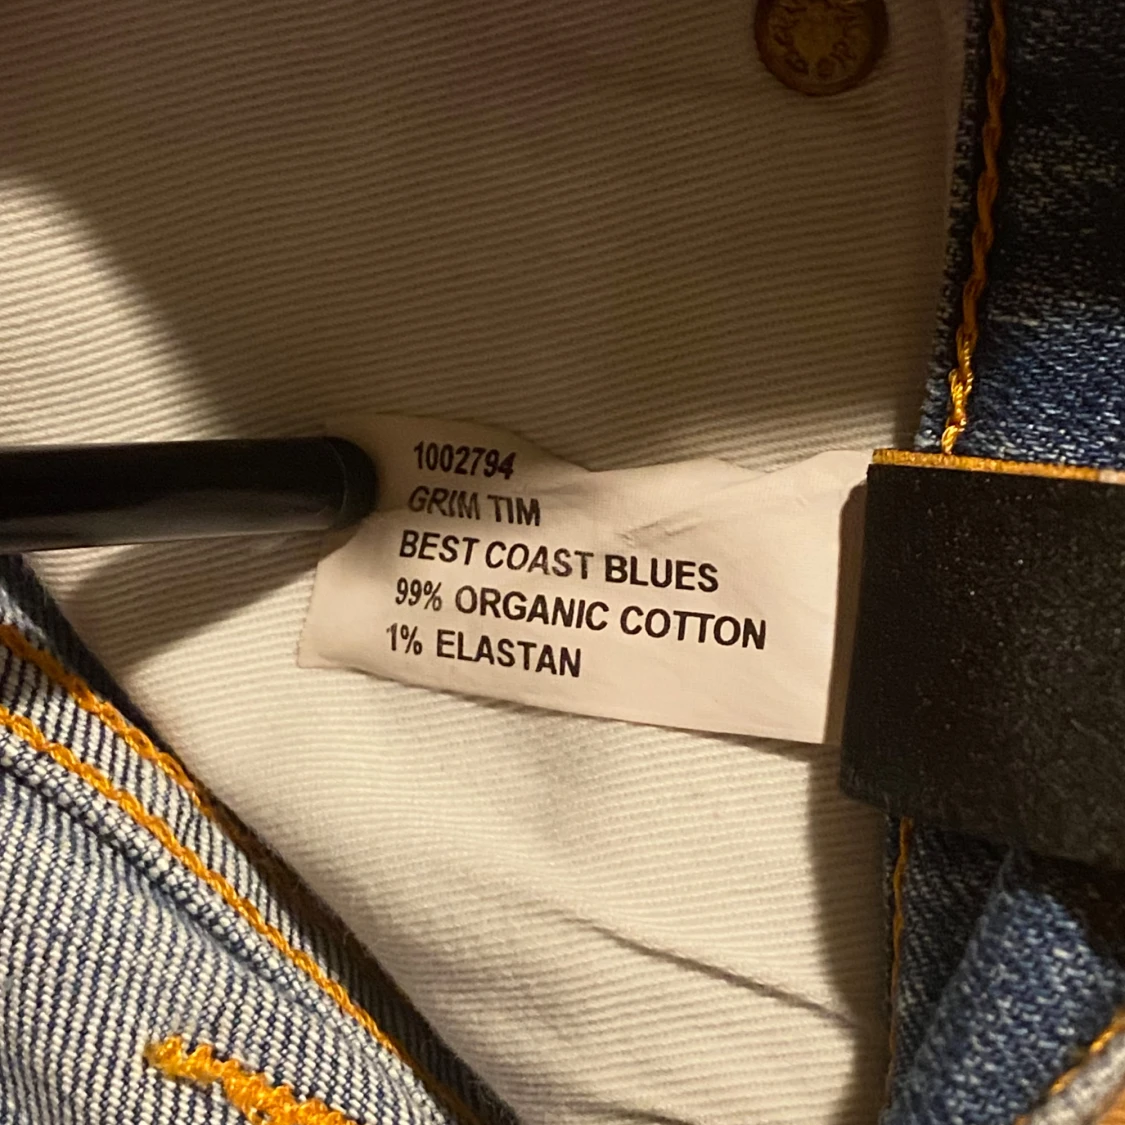 1002794
GRIM TIM
BEST COAST BLUES
99% ORGANIC COTTON
1% ELASTAN